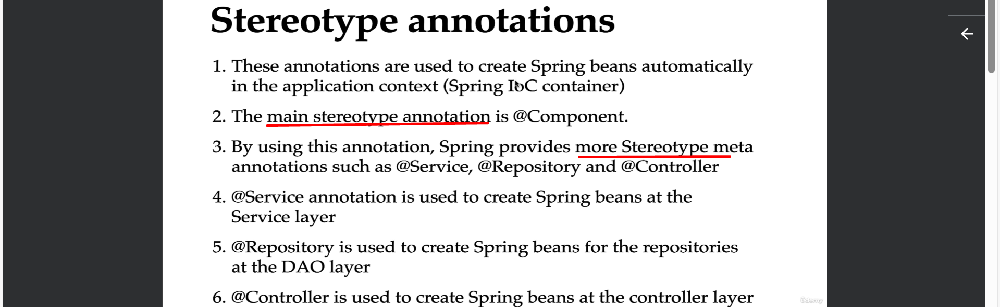 Stereotype annotations
1. These annotations are used to create Spring beans automatically
in the application context (Spring IoC container)
2. The main stereotype annotation is @Component.
3. By using this annotation, Spring provides more Stereotype meta
annotations such as @Service, @Repository and @Controller
4. @Service annotation is used to create Spring beans at the
Service layer
5. @Repository is used to create Spring beans for the repositories
at the DAO layer
6. @Controller is used to create Spring beans at the controller layer
Udemy